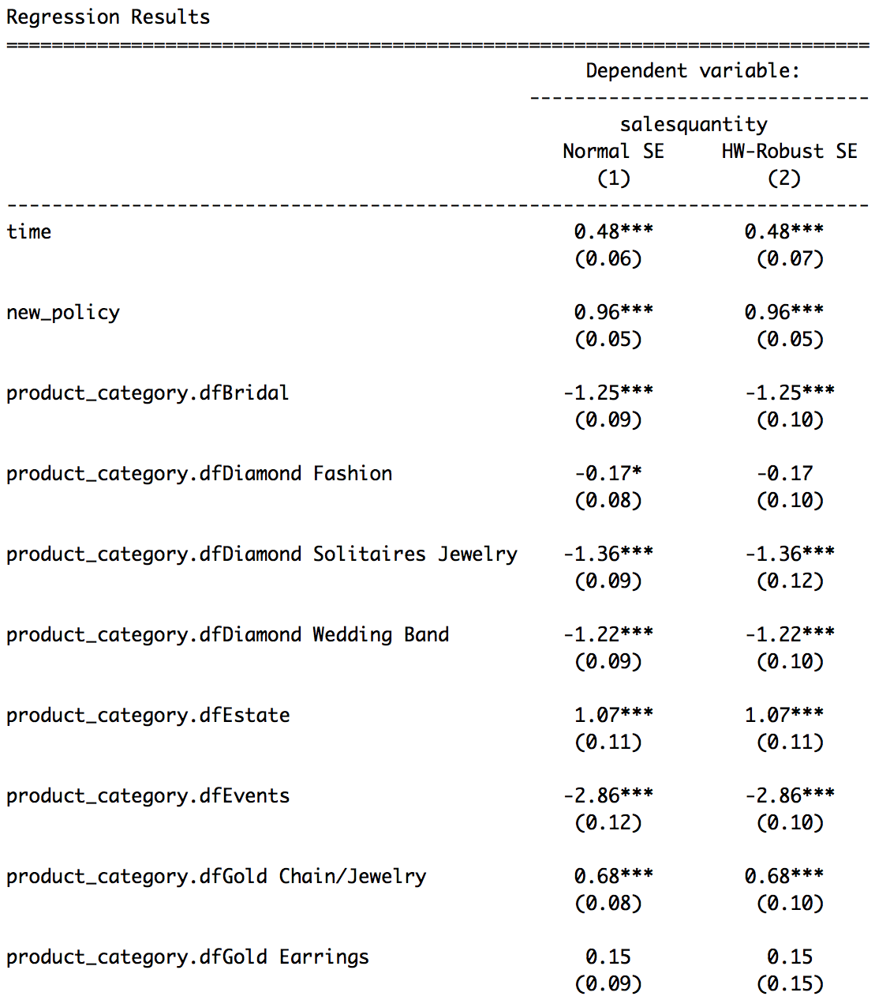 Regression Results
============================================================================
Dependent variable:
------------------------------
salesquantity
Normal SE HW-Robust SE
(1) (2)
----------------------------------------------------------------------------
time 0.48*** 0.48***
(0.06) (0.07)
new_policy 0.96*** 0.96***
(0.05) (0.05)
product_category.dfBridal -1.25*** -1.25***
(0.09) (0.10)
product_category.dfDiamond Fashion -0.17* -0.17
(0.08) (0.10)
product_category.dfDiamond Solitaires Jewelry -1.36*** -1.36***
(0.09) (0.12)
product_category.dfDiamond Wedding Band -1.22*** -1.22***
(0.09) (0.10)
product_category.dfEstate 1.07*** 1.07***
(0.11) (0.11)
product_category.dfEvents -2.86*** -2.86***
(0.12) (0.10)
product_category.dfGold Chain/Jewelry 0.68*** 0.68***
(0.08) (0.10)
product_category.dfGold Earrings 0.15 0.15
(0.09) (0.15)